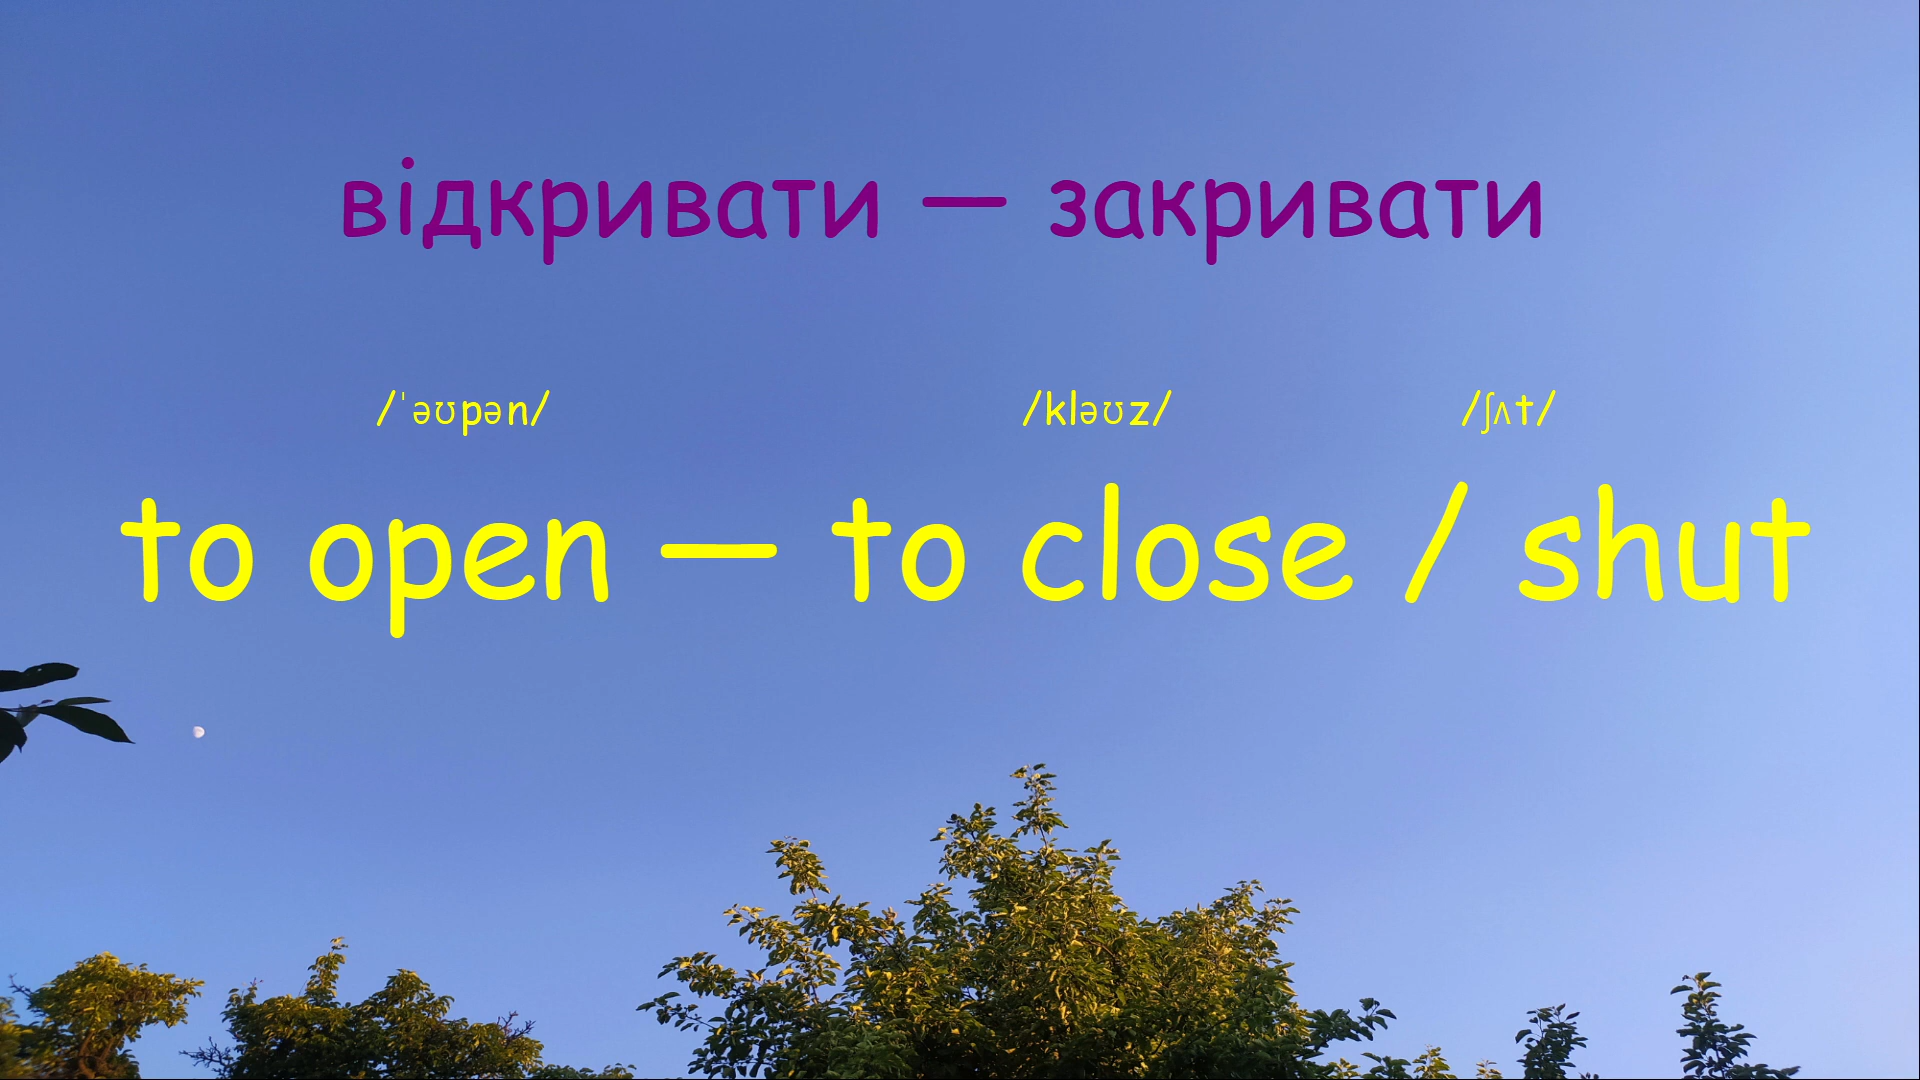 відкривати — закривати
/ˈəʊpən/ /kləʊz/ /ʃʌt/
to open — to close / shut